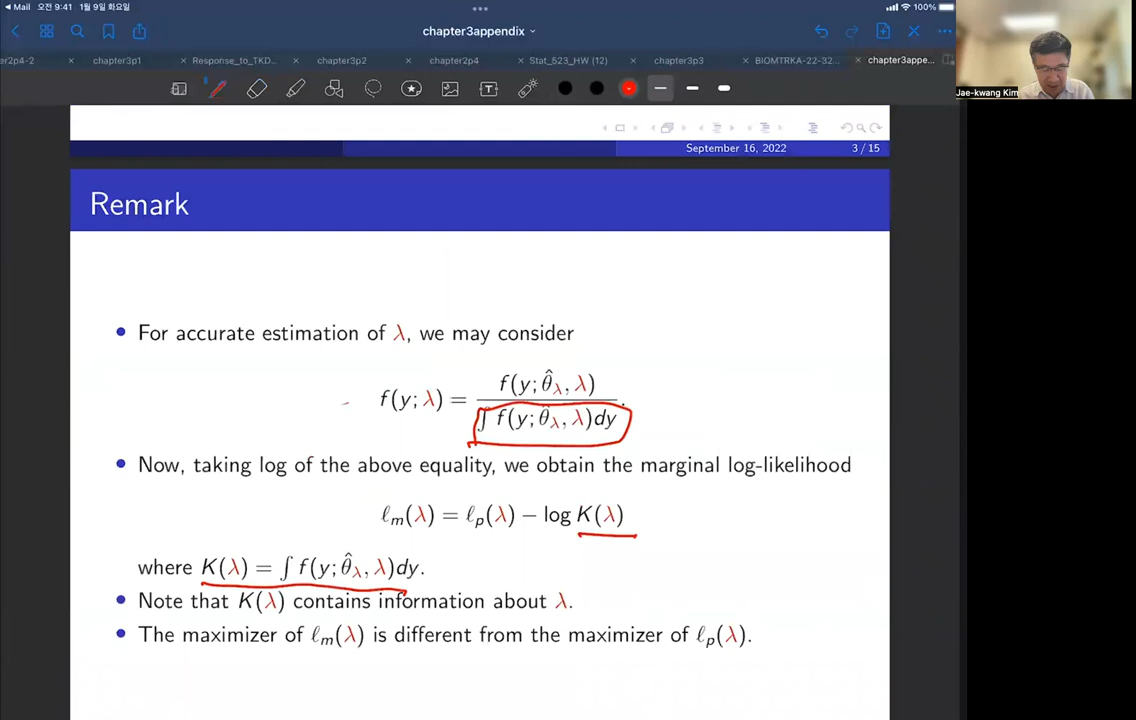 Mail 오전 9:41 1월 9일 화요일 100%
chapter3appendix
er2p4-2 chapter3p1 Response_to_TKD... chapter3p2 chapter2p4 Stat_523_HW (12) chapter3p3 BIOMTRKA-22-32... chapter3appe...
Jae-kwang Kim
September 16, 2022 3 / 15
Remark
For accurate estimation of λ, we may consider
f(y; λ) = f(y; θ̂_λ, λ) / ∫ f(y; θ̂_λ, λ)dy.
Now, taking log of the above equality, we obtain the marginal log-likelihood
ℓ_m(λ) = ℓ_p(λ) − log K(λ)
where K(λ) = ∫ f(y; θ̂_λ, λ)dy.
Note that K(λ) contains information about λ.
The maximizer of ℓ_m(λ) is different from the maximizer of ℓ_p(λ).